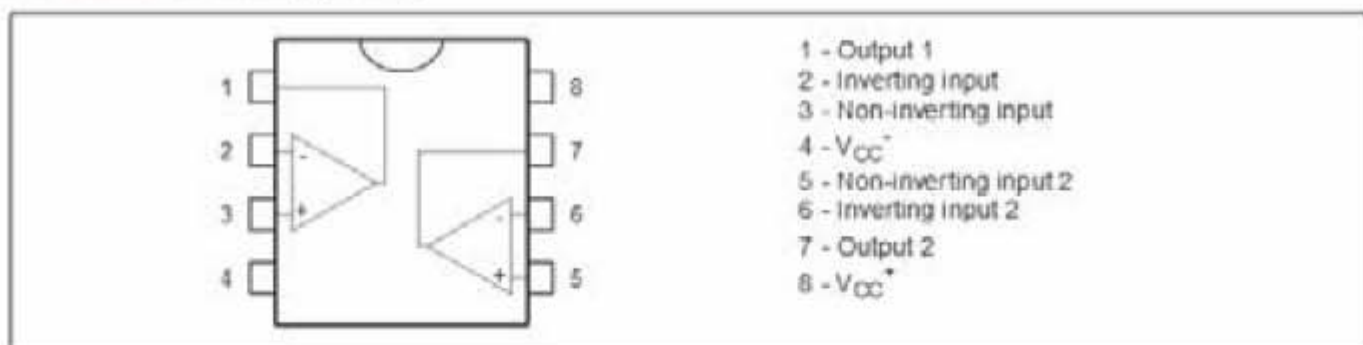 1
2
-
3
+
4
8
7
6
-
5
+
1 - Output 1
2 - Inverting input
3 - Non-inverting input
4 - VCC-
5 - Non-inverting input 2
6 - Inverting input 2
7 - Output 2
8 - VCC+